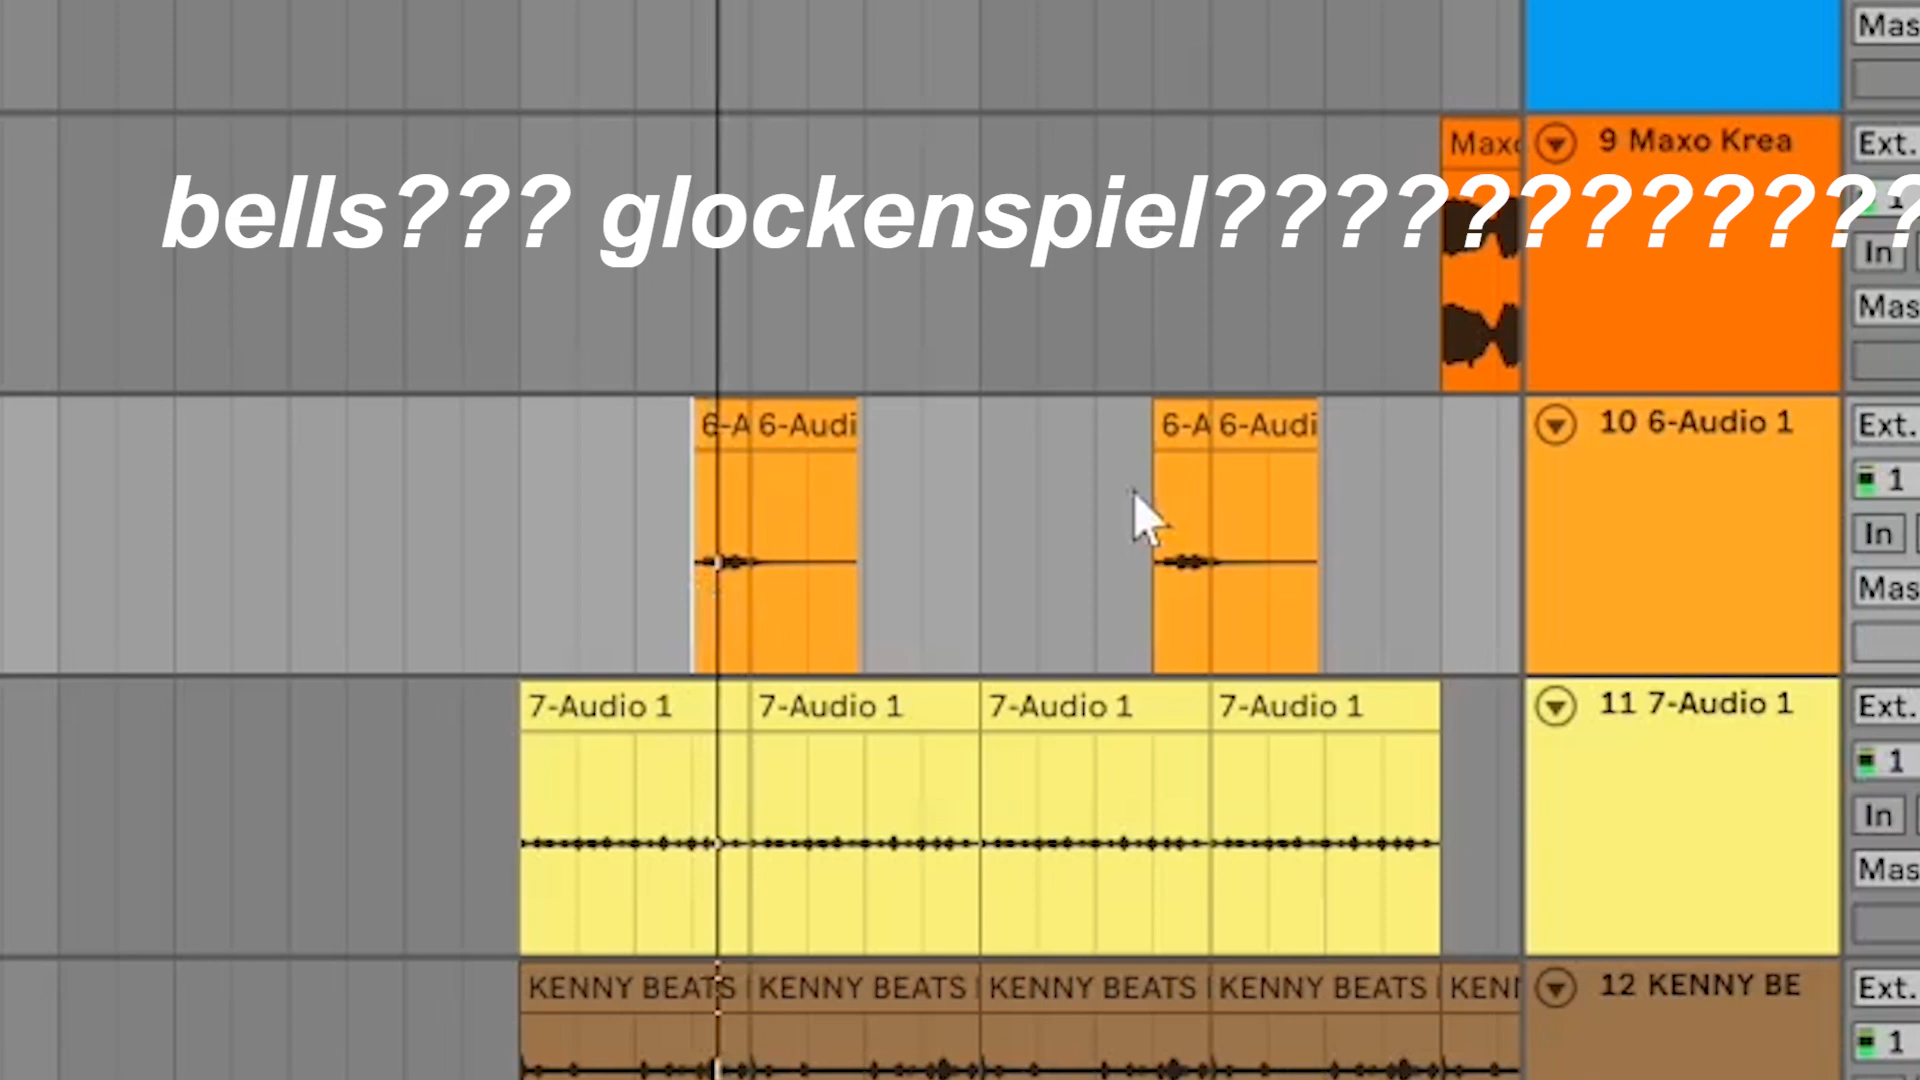 Mas
Maxo
9 Maxo Krea
Ext.
bells??? glockenspiel????????????
1
In
Mas
6-A 6-Audi
6-A 6-Audi
10 6-Audio 1
Ext.
1
In
Mas
7-Audio 1
7-Audio 1
7-Audio 1
7-Audio 1
11 7-Audio 1
Ext.
1
In
Mas
KENNY BEATS
KENNY BEATS
KENNY BEATS
KENNY BEATS
KENN
12 KENNY BE
Ext.
1